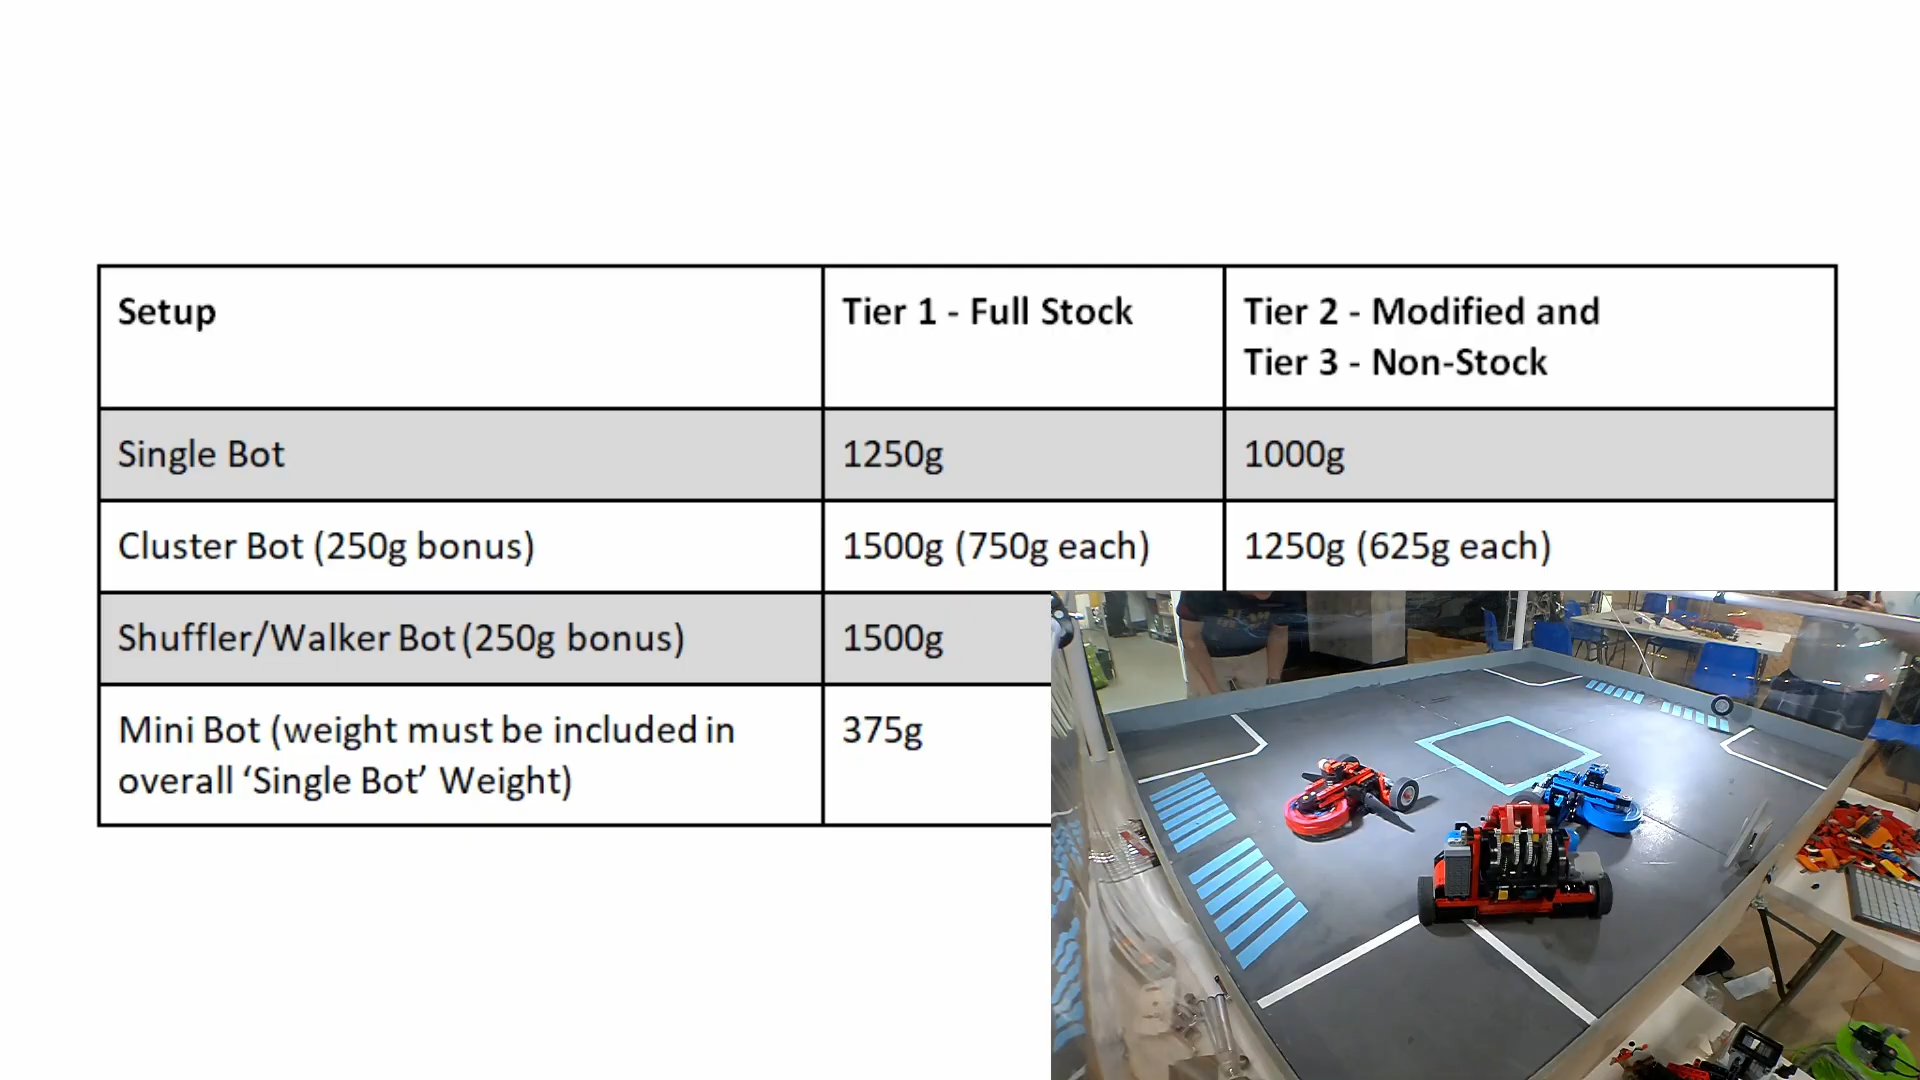 Setup
Tier 1 - Full Stock
Tier 2 - Modified and
Tier 3 - Non-Stock
Single Bot
1250g
1000g
Cluster Bot (250g bonus)
1500g (750g each)
1250g (625g each)
Shuffler/Walker Bot (250g bonus)
1500g
Mini Bot (weight must be included in
overall ‘Single Bot’ Weight)
375g